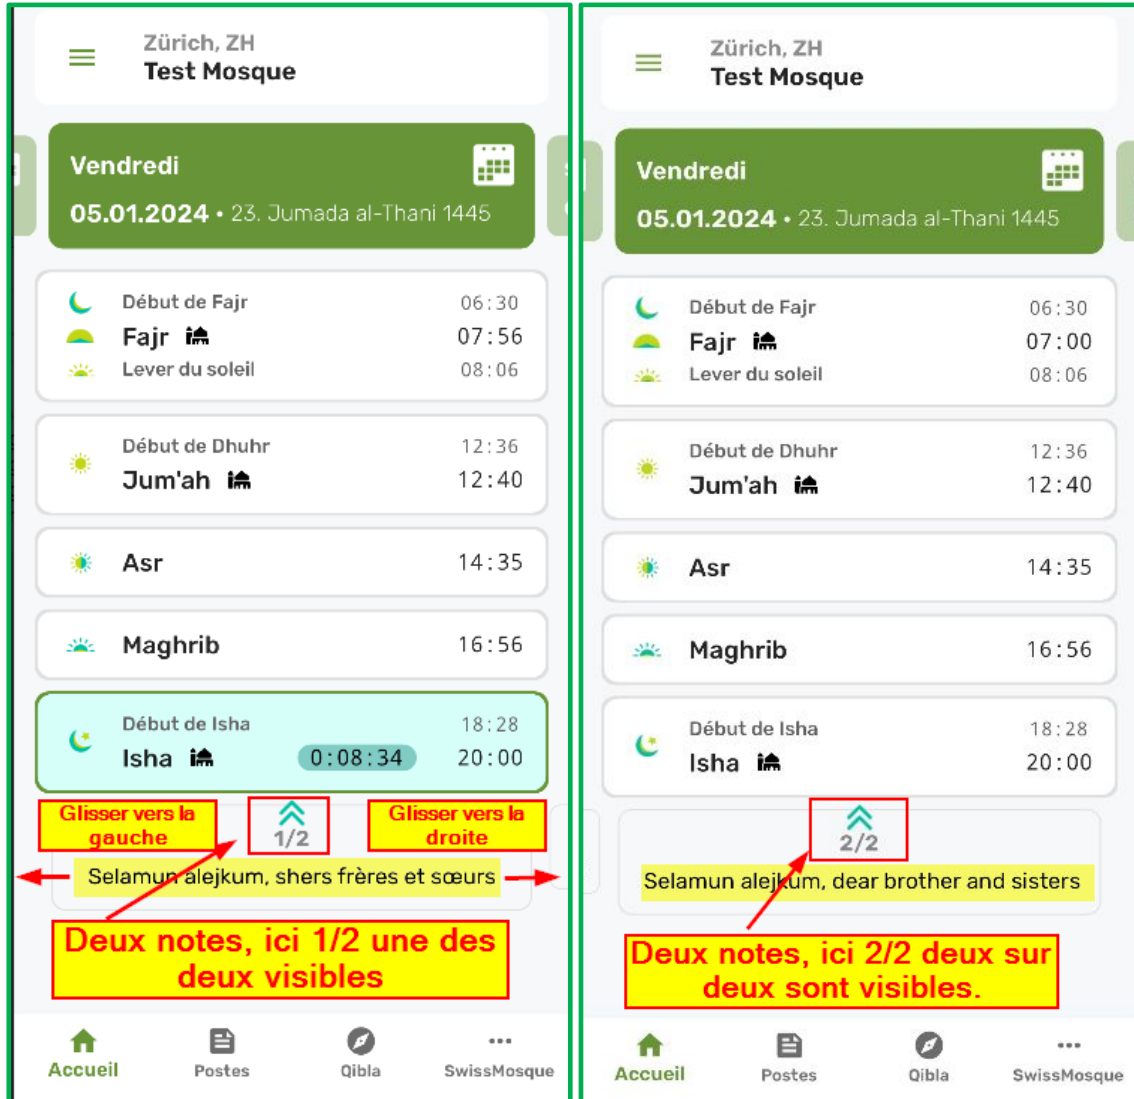 Zürich, ZH
Test Mosque
Vendredi
05.01.2024 • 23. Jumada al-Thani 1445
Début de Fajr 06:30
Fajr 07:56
Lever du soleil 08:06
Début de Dhuhr 12:36
Jum'ah 12:40
Asr 14:35
Maghrib 16:56
Début de Isha 18:28
Isha 0:08:34 20:00
Glisser vers la
gauche
1/2
Glisser vers la
droite
Selamun alejkum, shers frères et sœurs
Deux notes, ici 1/2 une des
deux visibles
Accueil Postes Qibla SwissMosque
Zürich, ZH
Test Mosque
Vendredi
05.01.2024 • 23. Jumada al-Thani 1445
Début de Fajr 06:30
Fajr 07:00
Lever du soleil 08:06
Début de Dhuhr 12:36
Jum'ah 12:40
Asr 14:35
Maghrib 16:56
Début de Isha 18:28
Isha 20:00
2/2
Selamun alejkum, dear brother and sisters
Deux notes, ici 2/2 deux sur
deux sont visibles.
Accueil Postes Qibla SwissMosque